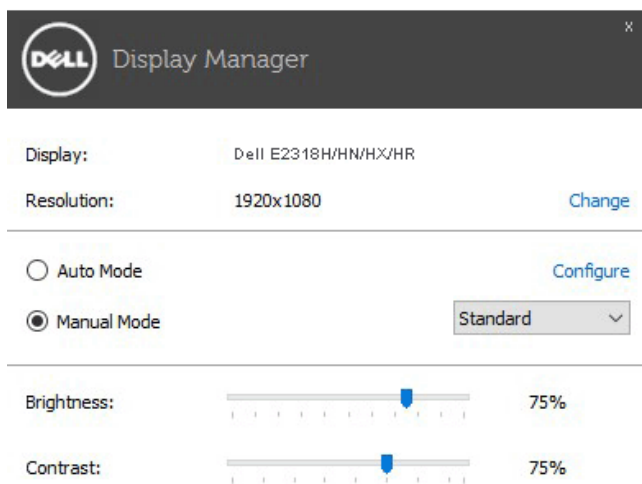 x
DELL Display Manager
Display: Dell E2318H/HN/HX/HR
Resolution: 1920x1080 Change
Auto Mode Configure
Manual Mode Standard
Brightness: 75%
Contrast: 75%